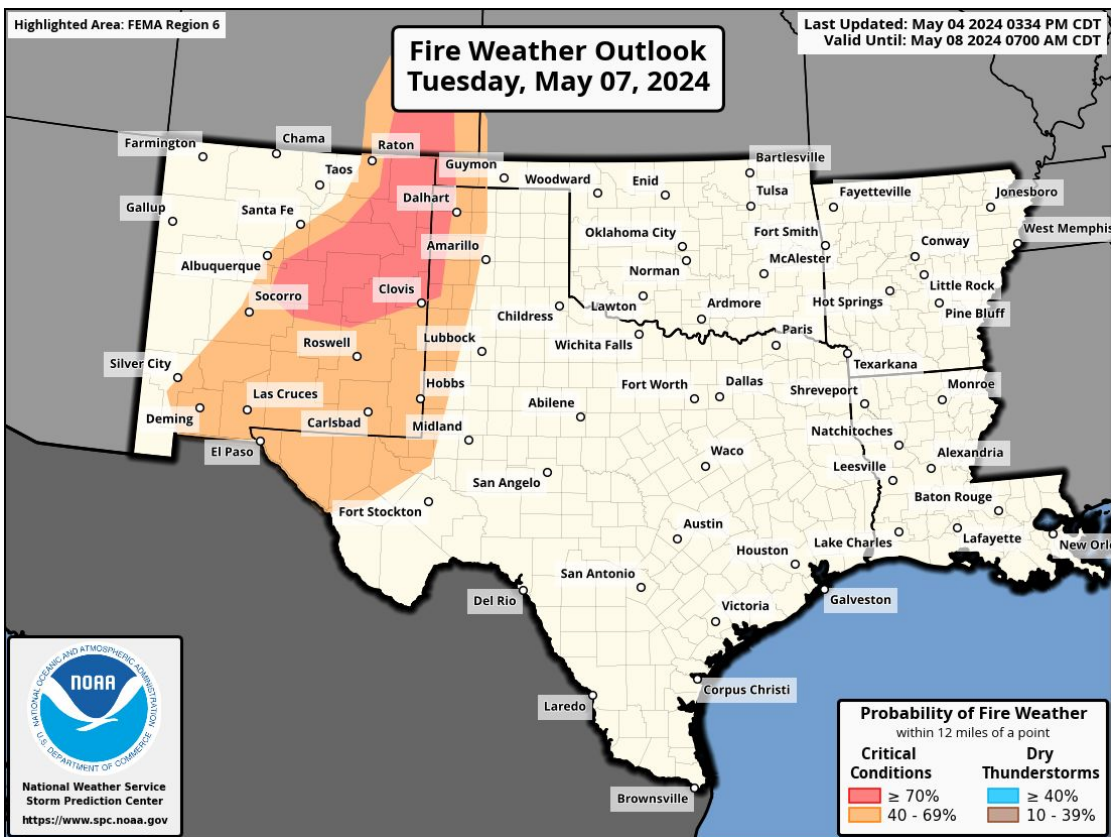 Highlighted Area: FEMA Region 6
Fire Weather Outlook
Tuesday, May 07, 2024
Last Updated: May 04 2024 0334 PM CDT
Valid Until: May 08 2024 0700 AM CDT
Farmington
Chama
Raton
Taos
Guymon
Woodward
Enid
Bartlesville
Tulsa
Fayetteville
Jonesboro
Gallup
Santa Fe
Dalhart
West Memphis
Albuquerque
Amarillo
Oklahoma City
Fort Smith
Conway
Norman
McAlester
Little Rock
Socorro
Clovis
Childress
Lawton
Ardmore
Hot Springs
Pine Bluff
Roswell
Lubbock
Wichita Falls
Paris
Texarkana
Silver City
Las Cruces
Hobbs
Fort Worth
Dallas
Shreveport
Monroe
Deming
Carlsbad
Midland
Abilene
Natchitoches
El Paso
Waco
Leesville
Alexandria
San Angelo
Fort Stockton
Baton Rouge
Austin
Lake Charles
Lafayette
New Orl
Houston
San Antonio
Del Rio
Victoria
Galveston
Laredo
Corpus Christi
Brownsville
NATIONAL OCEANIC AND ATMOSPHERIC ADMINISTRATION
NOAA
U.S. DEPARTMENT OF COMMERCE
National Weather Service
Storm Prediction Center
https://www.spc.noaa.gov
Probability of Fire Weather
within 12 miles of a point
Critical
Conditions
≥ 70%
40 - 69%
Dry
Thunderstorms
≥ 40%
10 - 39%